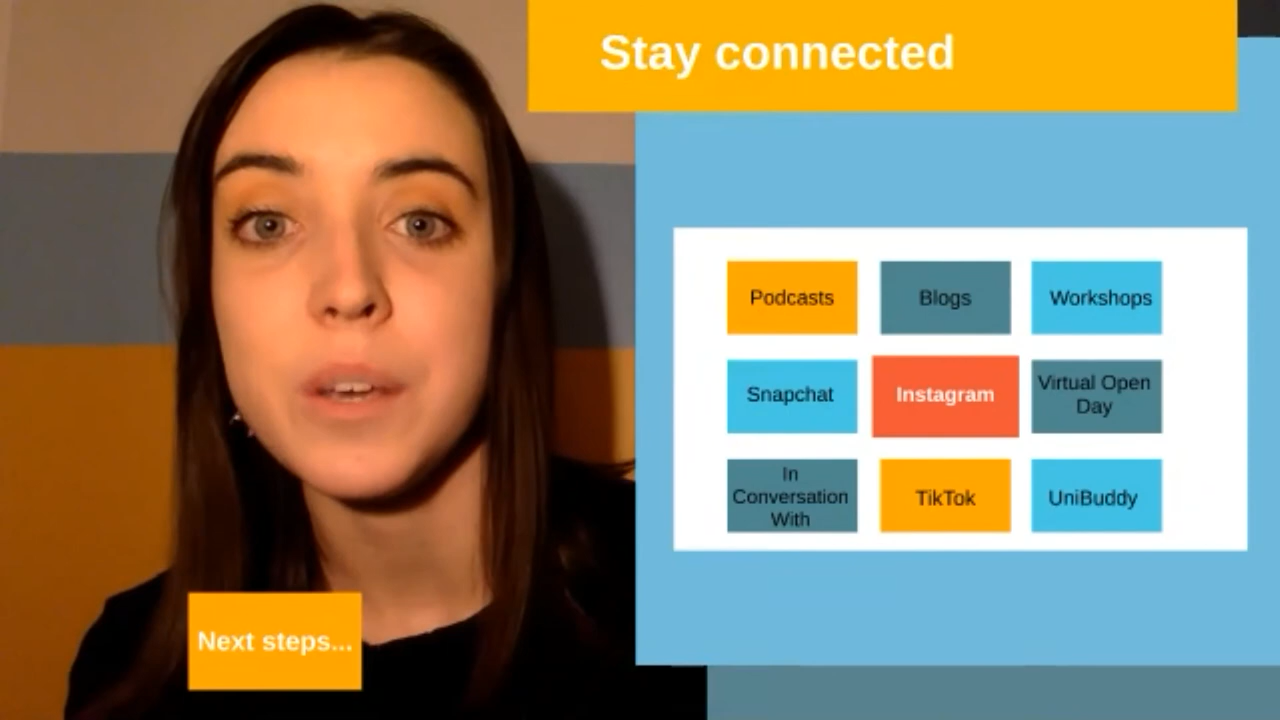 Stay connected
Podcasts
Blogs
Workshops
Snapchat
Instagram
Virtual Open
Day
In
Conversation
With
TikTok
UniBuddy
Next steps...